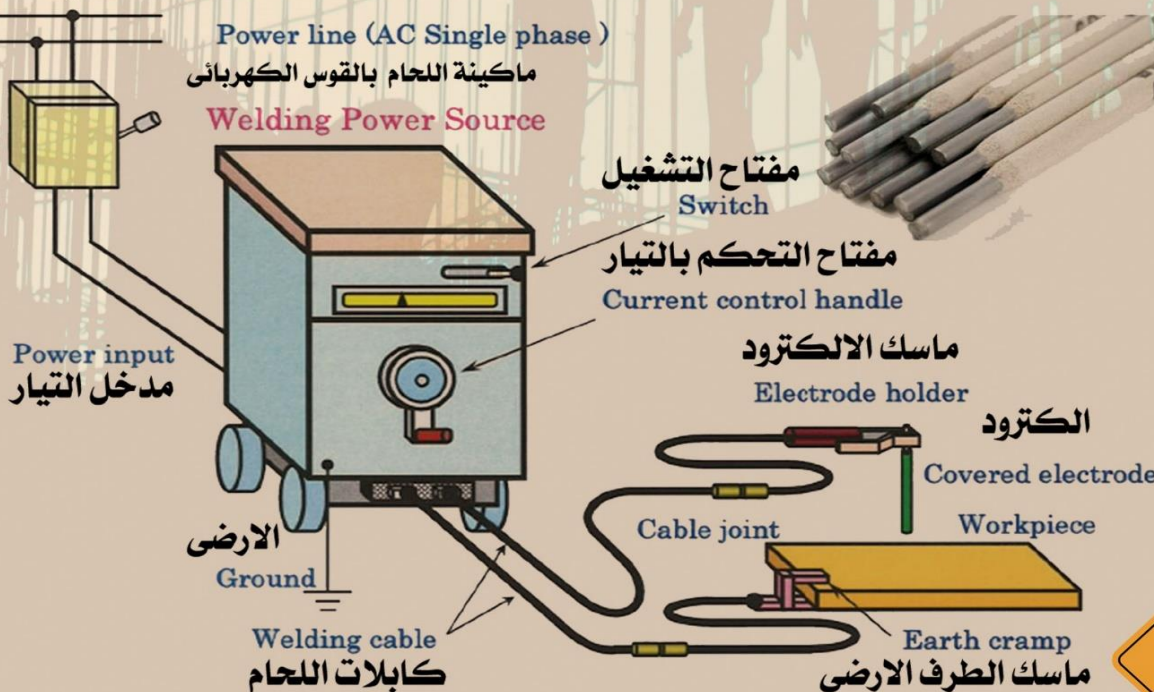 Power line (AC Single phase )
ماكينة اللحام بالقوس الكهربائى
Welding Power Source
مفتاح التشغيل
Switch
مفتاح التحكم بالتيار
Current control handle
Power input
مدخل التيار
ماسك الالكترود
Electrode holder
الكترود
Covered electrode
Cable joint
Workpiece
الارضى
Ground
Welding cable
كابلات اللحام
Earth cramp
ماسك الطرف الارضى